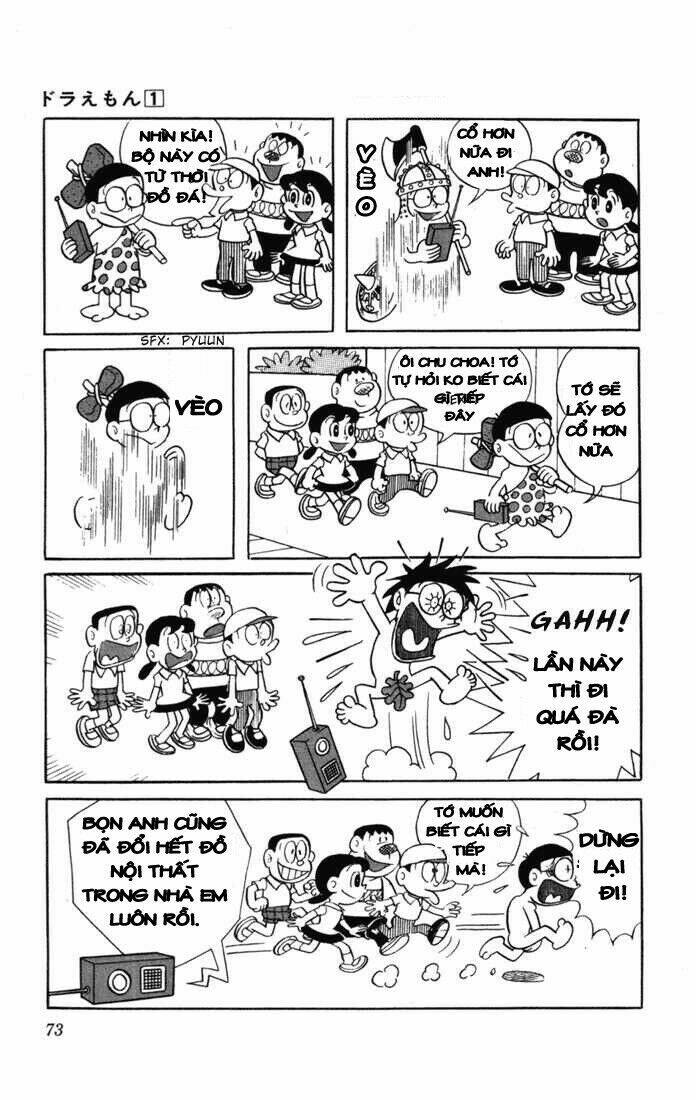 ドラえもん1
NHÌN KÌA!
BỘ NÀY CÓ
TỪ THỜI
ĐỒ ĐÁ!
VÈO
CỔ HƠN
NỮA ĐI
ANH!
SFX: PYUUN
VÈO
ÔI CHU CHOA! TỚ
TỰ HỎI KO BIẾT CÁI
GÌ TIẾP
ĐÂY
TỚ SẼ
LẤY ĐÓ
CỔ HƠN
NỮA
GAHH!
LẦN NÀY
THÌ ĐI
QUÁ ĐÀ
RỒI!
BỌN ANH CŨNG
ĐÃ ĐỔI HẾT ĐỒ
NỘI THẤT
TRONG NHÀ EM
LUÔN RỒI.
TỚ MUỐN
BIẾT CÁI GÌ
TIẾP
MÀ!
DỪNG
LẠI
ĐI!
73